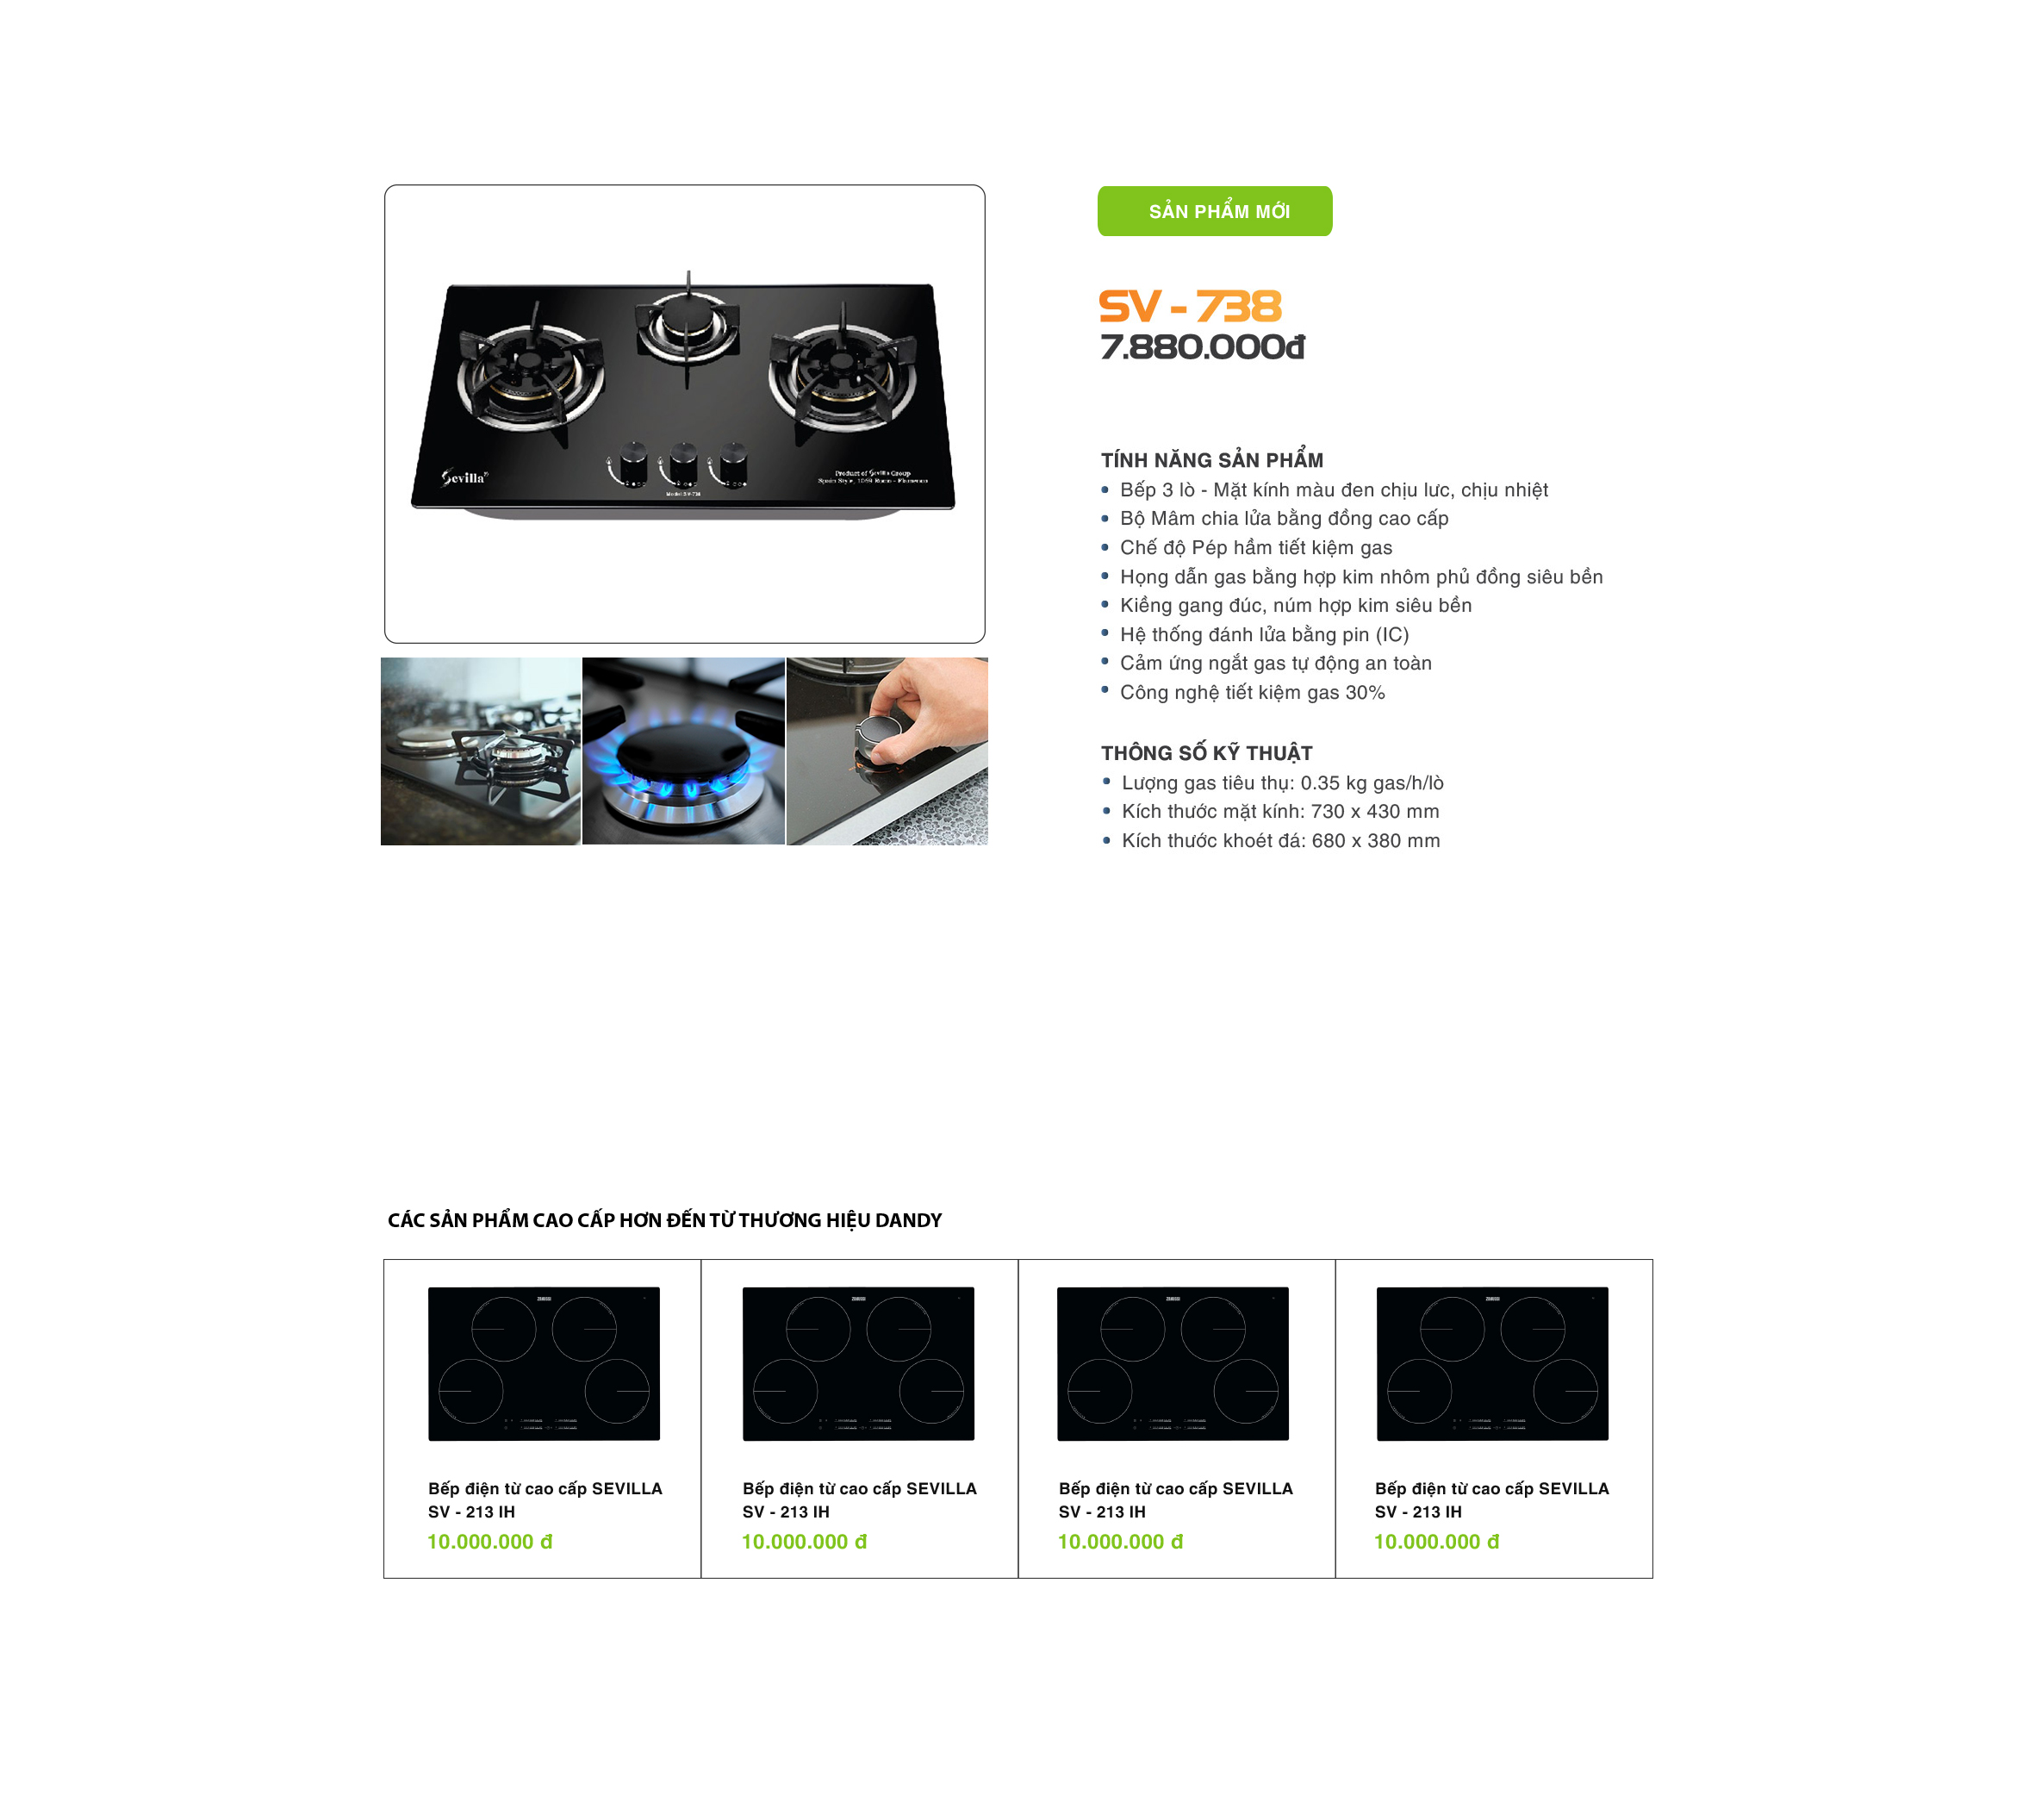 SẢN PHẨM MỚI
SV - 738
7.880.000đ
Sevilla
Product of Sevilla Group
Model SV-738
TÍNH NĂNG SẢN PHẨM
Bếp 3 lò - Mặt kính màu đen chịu lưc, chịu nhiệt
Bộ Mâm chia lửa bằng đồng cao cấp
Chế độ Pép hầm tiết kiệm gas
Họng dẫn gas bằng hợp kim nhôm phủ đồng siêu bền
Kiềng gang đúc, núm hợp kim siêu bền
Hệ thống đánh lửa bằng pin (IC)
Cảm ứng ngắt gas tự động an toàn
Công nghệ tiết kiệm gas 30%
THÔNG SỐ KỸ THUẬT
Lượng gas tiêu thụ: 0.35 kg gas/h/lò
Kích thước mặt kính: 730 x 430 mm
Kích thước khoét đá: 680 x 380 mm
CÁC SẢN PHẨM CAO CẤP HƠN ĐẾN TỪ THƯƠNG HIỆU DANDY
Bếp điện từ cao cấp SEVILLA
SV - 213 IH
10.000.000 đ
Bếp điện từ cao cấp SEVILLA
SV - 213 IH
10.000.000 đ
Bếp điện từ cao cấp SEVILLA
SV - 213 IH
10.000.000 đ
Bếp điện từ cao cấp SEVILLA
SV - 213 IH
10.000.000 đ